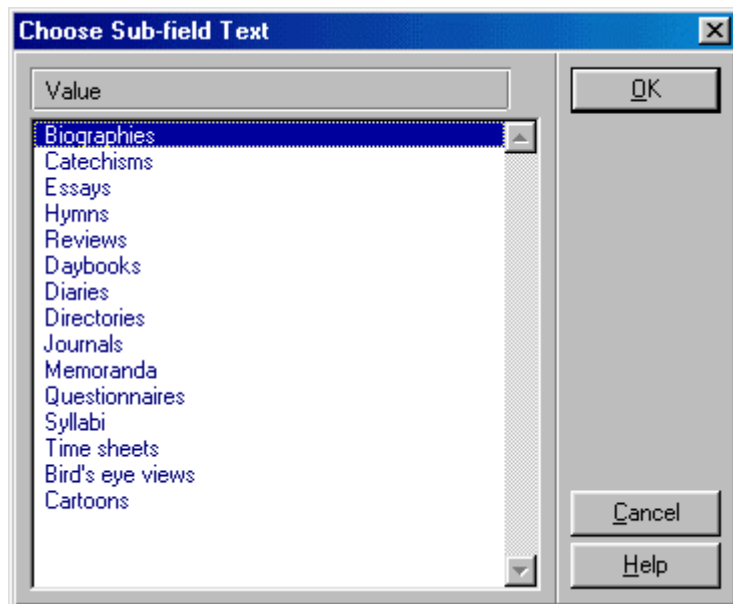 Choose Sub-field Text
Value
OK
Biographies
Catechisms
Essays
Hymns
Reviews
Daybooks
Diaries
Directories
Journals
Memoranda
Questionnaires
Syllabi
Time sheets
Bird's eye views
Cartoons
Cancel
Help